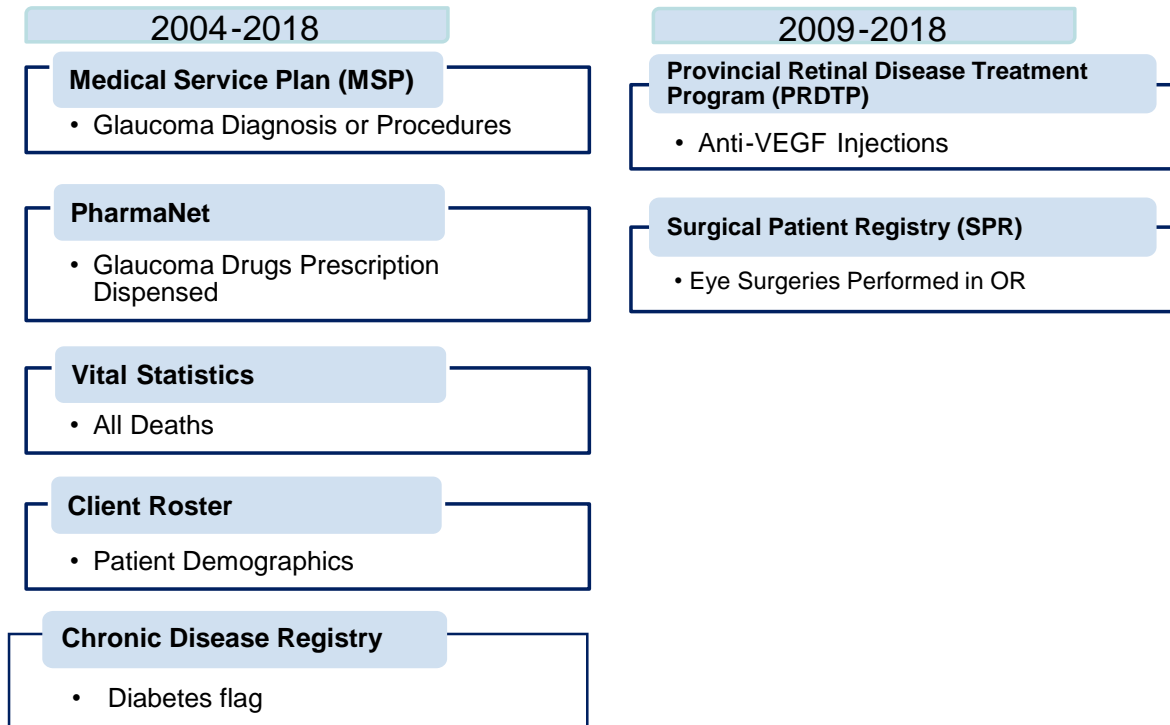 2004-2018
Medical Service Plan (MSP)
• Glaucoma Diagnosis or Procedures
PharmaNet
• Glaucoma Drugs Prescription
Dispensed
Vital Statistics
• All Deaths
Client Roster
• Patient Demographics
Chronic Disease Registry
• Diabetes flag
2009-2018
Provincial Retinal Disease Treatment
Program (PRDTP)
• Anti-VEGF Injections
Surgical Patient Registry (SPR)
• Eye Surgeries Performed in OR